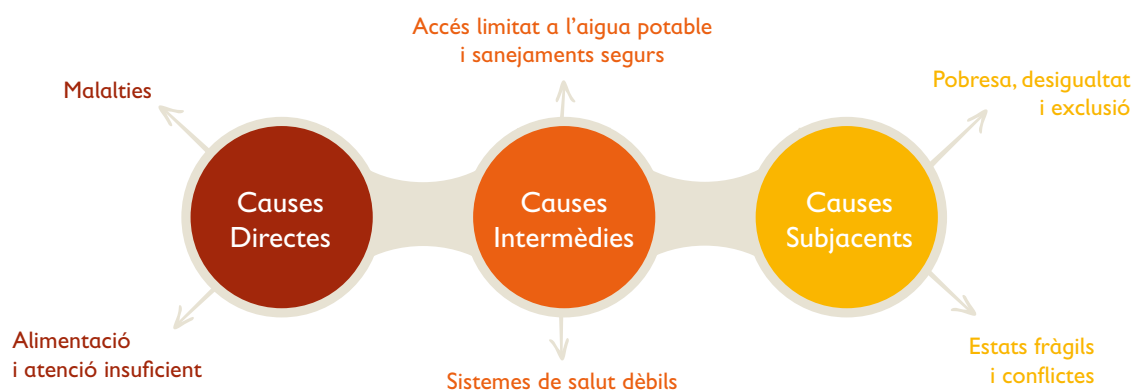 Accés limitat a l’aigua potable
i sanejaments segurs
Malalties
Pobresa, desigualtat
i exclusió
Causes
Directes
Causes
Intermèdies
Causes
Subjacents
Alimentació
i atenció insuficient
Sistemes de salut dèbils
Estats fràgils
i conflictes